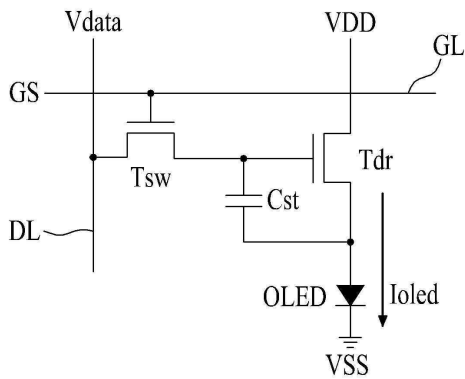 Vdata
VDD
GL
GS
Tsw
Tdr
Cst
DL
OLED
Ioled
VSS